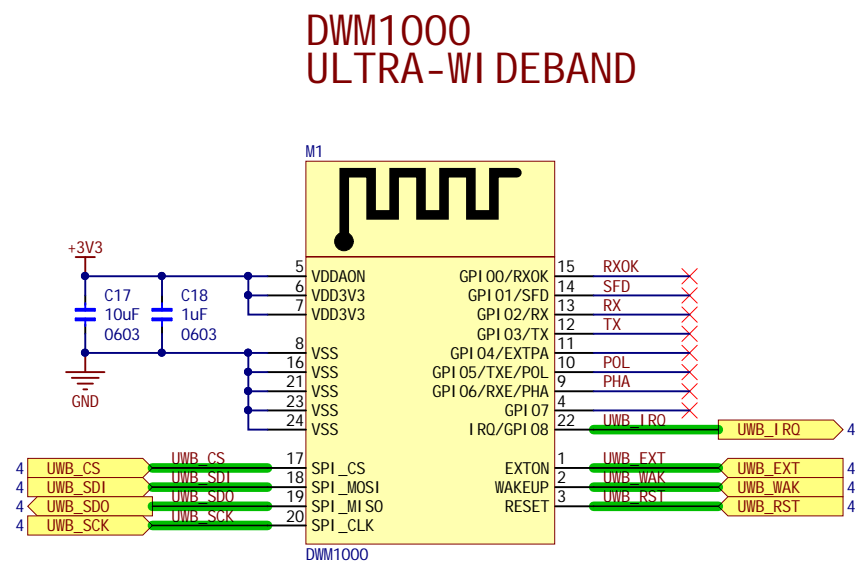 DWM1000
ULTRA-WIDEBAND
M1
+3V3
C17
10uF
0603
C18
1uF
0603
GND
5 VDDAON
6 VDD3V3
7 VDD3V3
8 VSS
16 VSS
21 VSS
23 VSS
24 VSS
GPIO0/RXOK 15 RXOK
GPIO1/SFD 14 SFD
GPIO2/RX 13 RX
GPIO3/TX 12 TX
GPIO4/EXTPA 11
GPIO5/TXE/POL 10 POL
GPIO6/RXE/PHA 9 PHA
GPIO7 4
IRQ/GPIO8 22 UWB_IRQ UWB_IRQ 4
4 UWB_CS UWB_CS 17 SPI_CS
4 UWB_SDI UWB_SDI 18 SPI_MOSI
4 UWB_SDO UWB_SDO 19 SPI_MISO
4 UWB_SCK UWB_SCK 20 SPI_CLK
EXTON 1 UWB_EXT UWB_EXT 4
WAKEUP 2 UWB_WAK UWB_WAK 4
RESET 3 UWB_RST UWB_RST 4
DWM1000